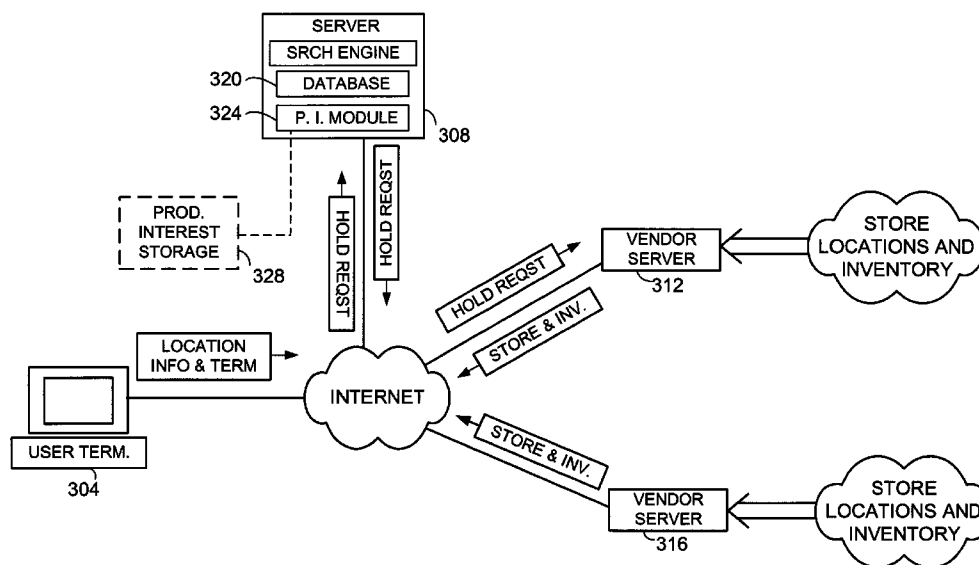 SERVER
SRCH ENGINE
320
DATABASE
324
P. I. MODULE
308
PROD.
INTEREST
STORAGE
328
HOLD REQST
HOLD REQST
HOLD REQST
VENDOR
SERVER
312
STORE
LOCATIONS AND
INVENTORY
STORE & INV.
LOCATION
INFO & TERM
INTERNET
USER TERM.
304
STORE & INV.
VENDOR
SERVER
316
STORE
LOCATIONS AND
INVENTORY